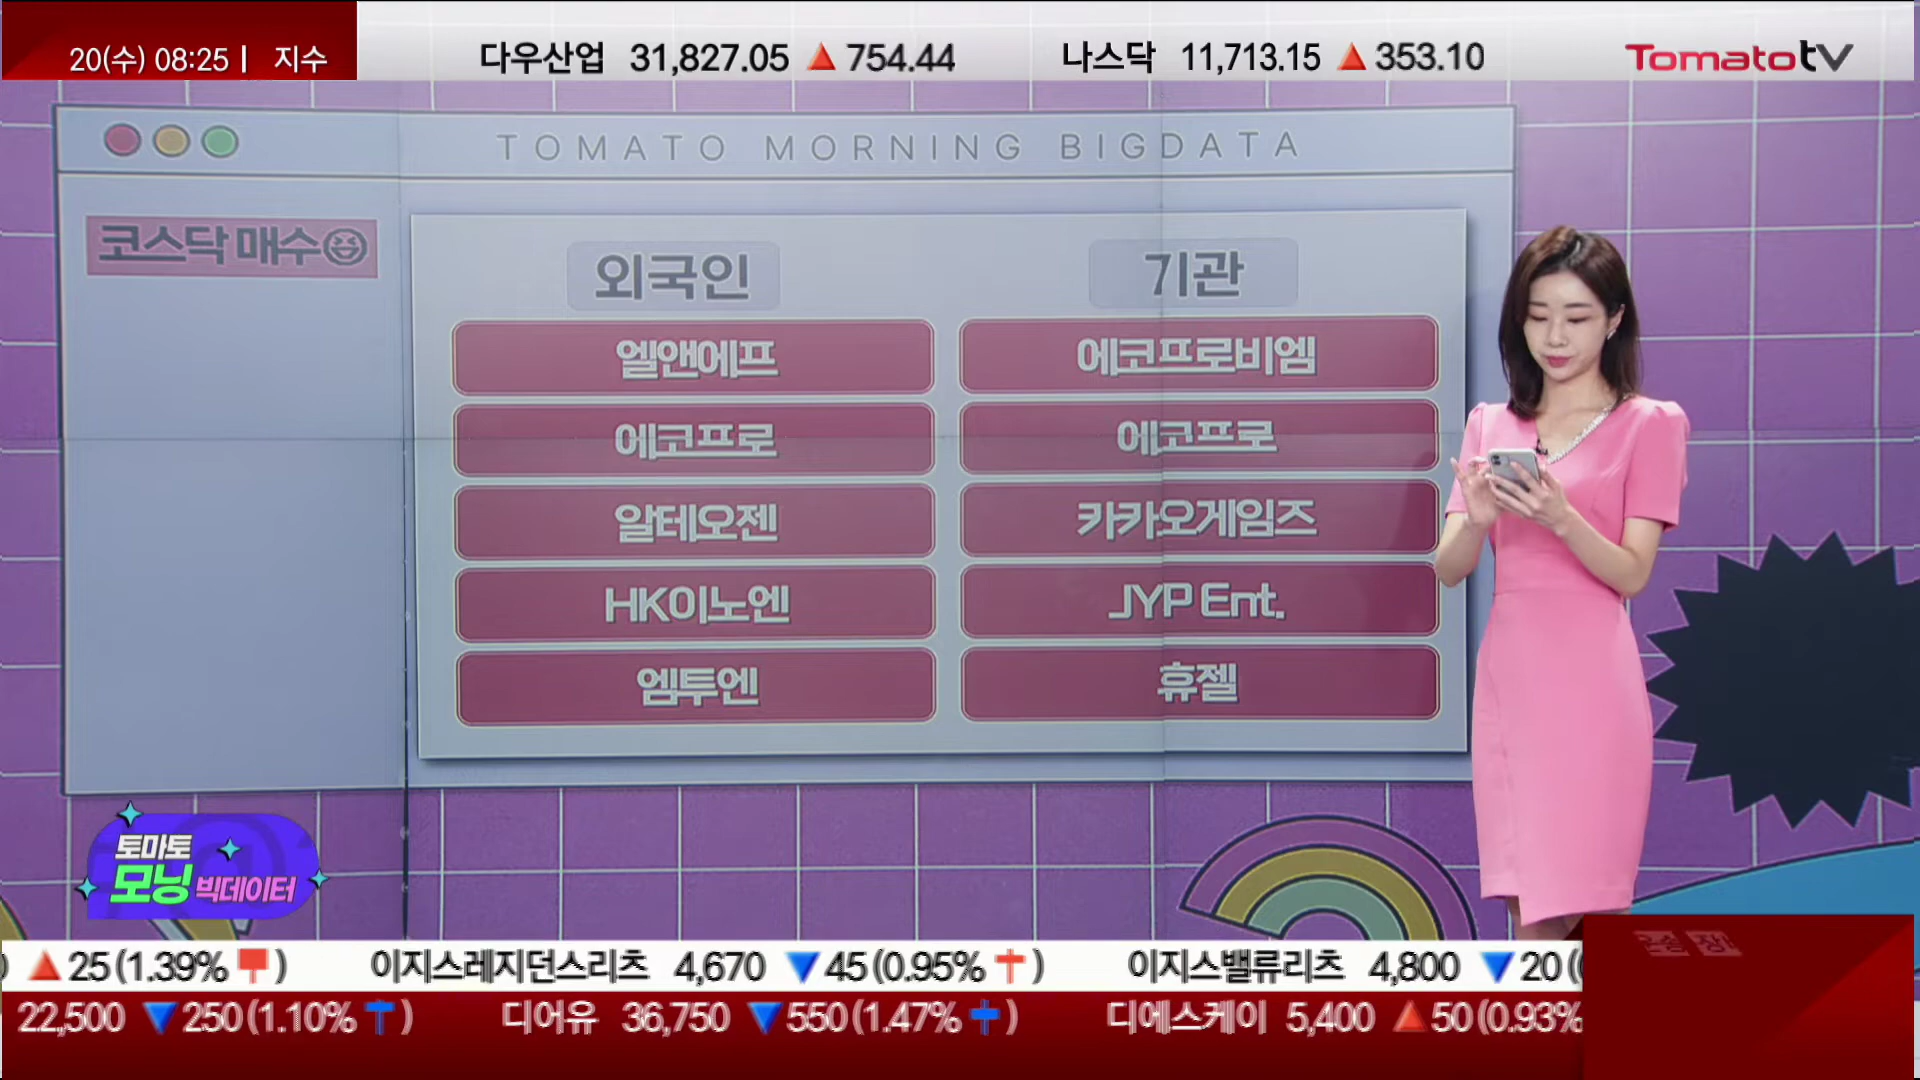 20(수) 08:25 | 지수 다우산업 31,827.05 ▲ 754.44 나스닥 11,713.15 ▲ 353.10 Tomatotv
TOMATO MORNING BIGDATA
코스닥 매수
외국인 기관
엘앤에프 에코프로비엠
에코프로 에코프로
알테오젠 카카오게임즈
HK이노엔 JYP Ent.
엠투엔 휴젤
토마토
모닝 빅데이터
▲ 25 (1.39% ) 이지스레지던스리츠 4,670 ▼ 45 (0.95% ) 이지스밸류리츠 4,800 ▼ 20 (
22,500 ▼ 250 (1.10% ) 디어유 36,750 ▼ 550 (1.47% ) 디에스케이 5,400 ▲ 50 (0.93%